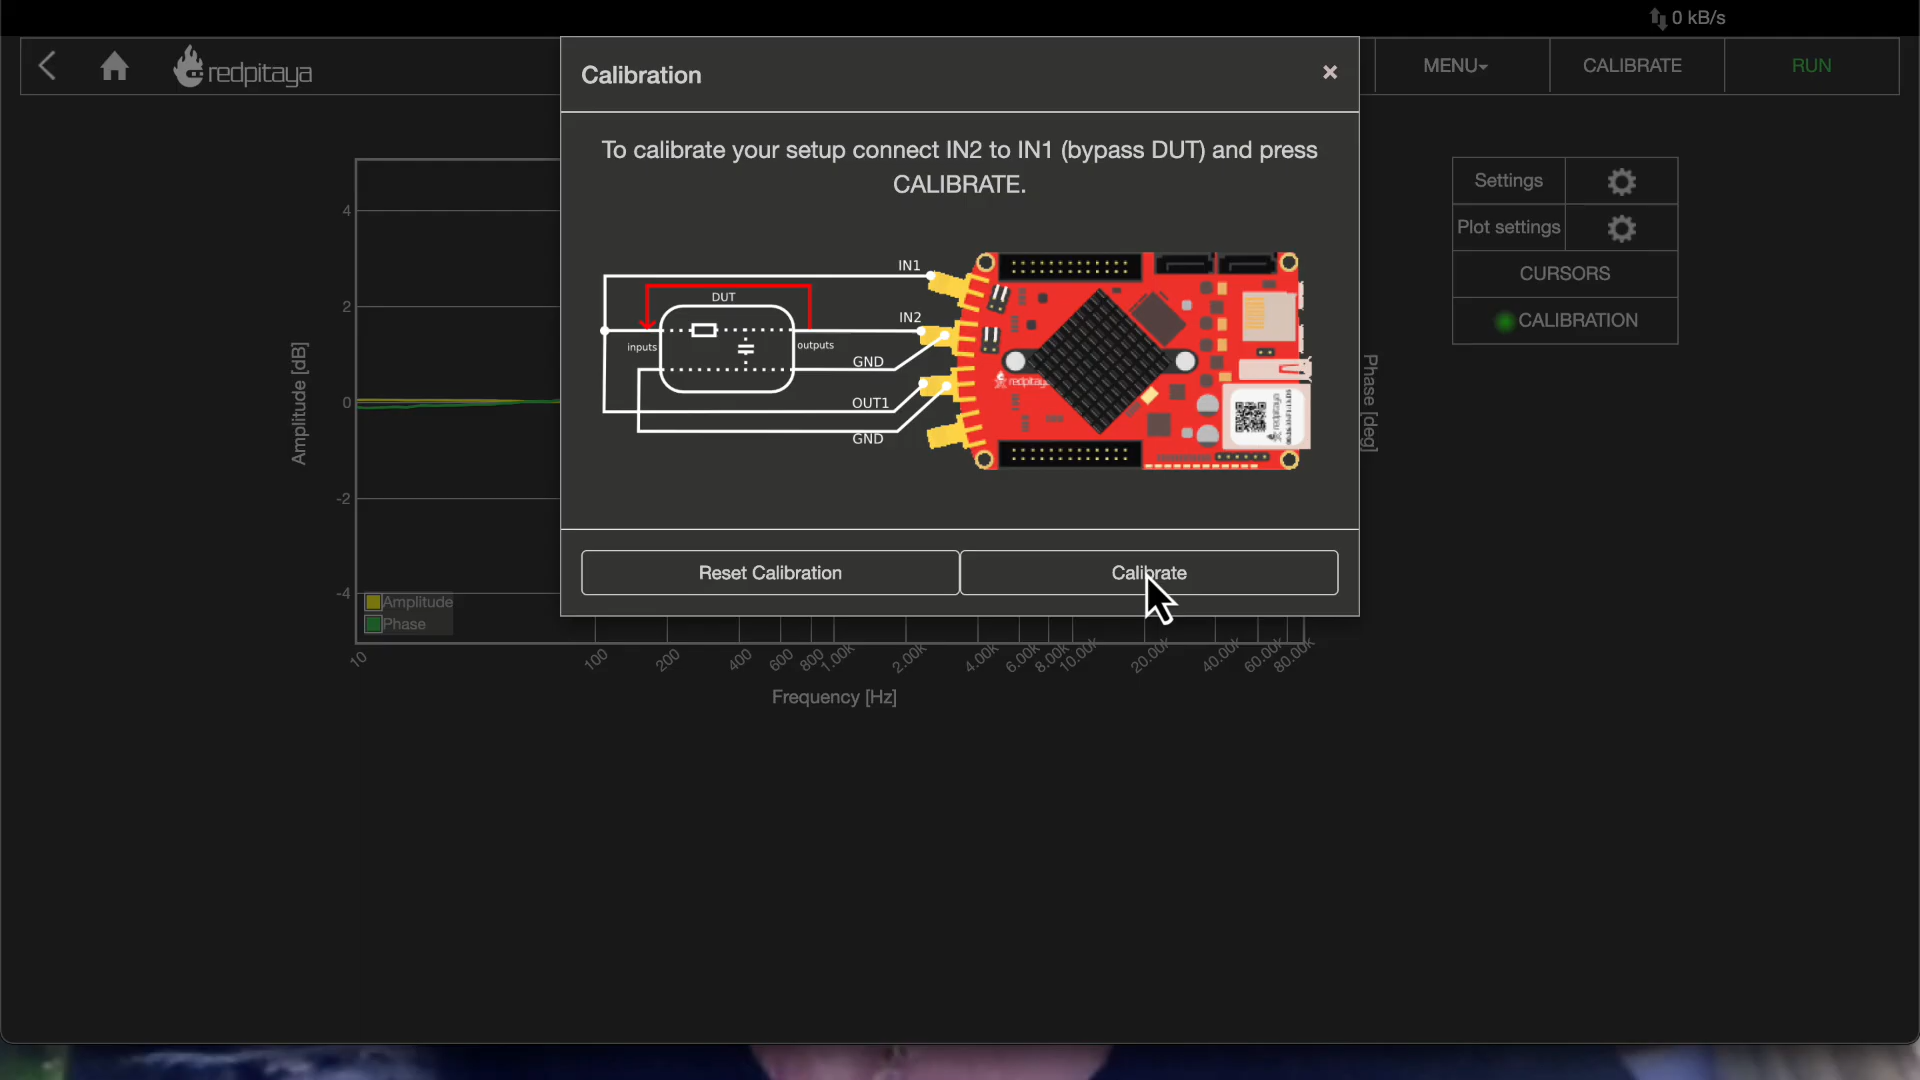 0 kB/s
redpitaya
Calibration
×
MENU
CALIBRATE
RUN
To calibrate your setup connect IN2 to IN1 (bypass DUT) and press
CALIBRATE.
Settings
Plot settings
CURSORS
CALIBRATION
IN1
DUT
IN2
inputs
outputs
GND
OUT1
GND
redpitaya
4
2
0
-2
-4
Amplitude [dB]
Phase [deg]
Reset Calibration
Calibrate
Amplitude
Phase
10
100
200
400
600
800
1.00k
2.00k
4.00k
6.00k
8.00k
10.00k
20.00k
40.00k
60.00k
80.00k
Frequency [Hz]